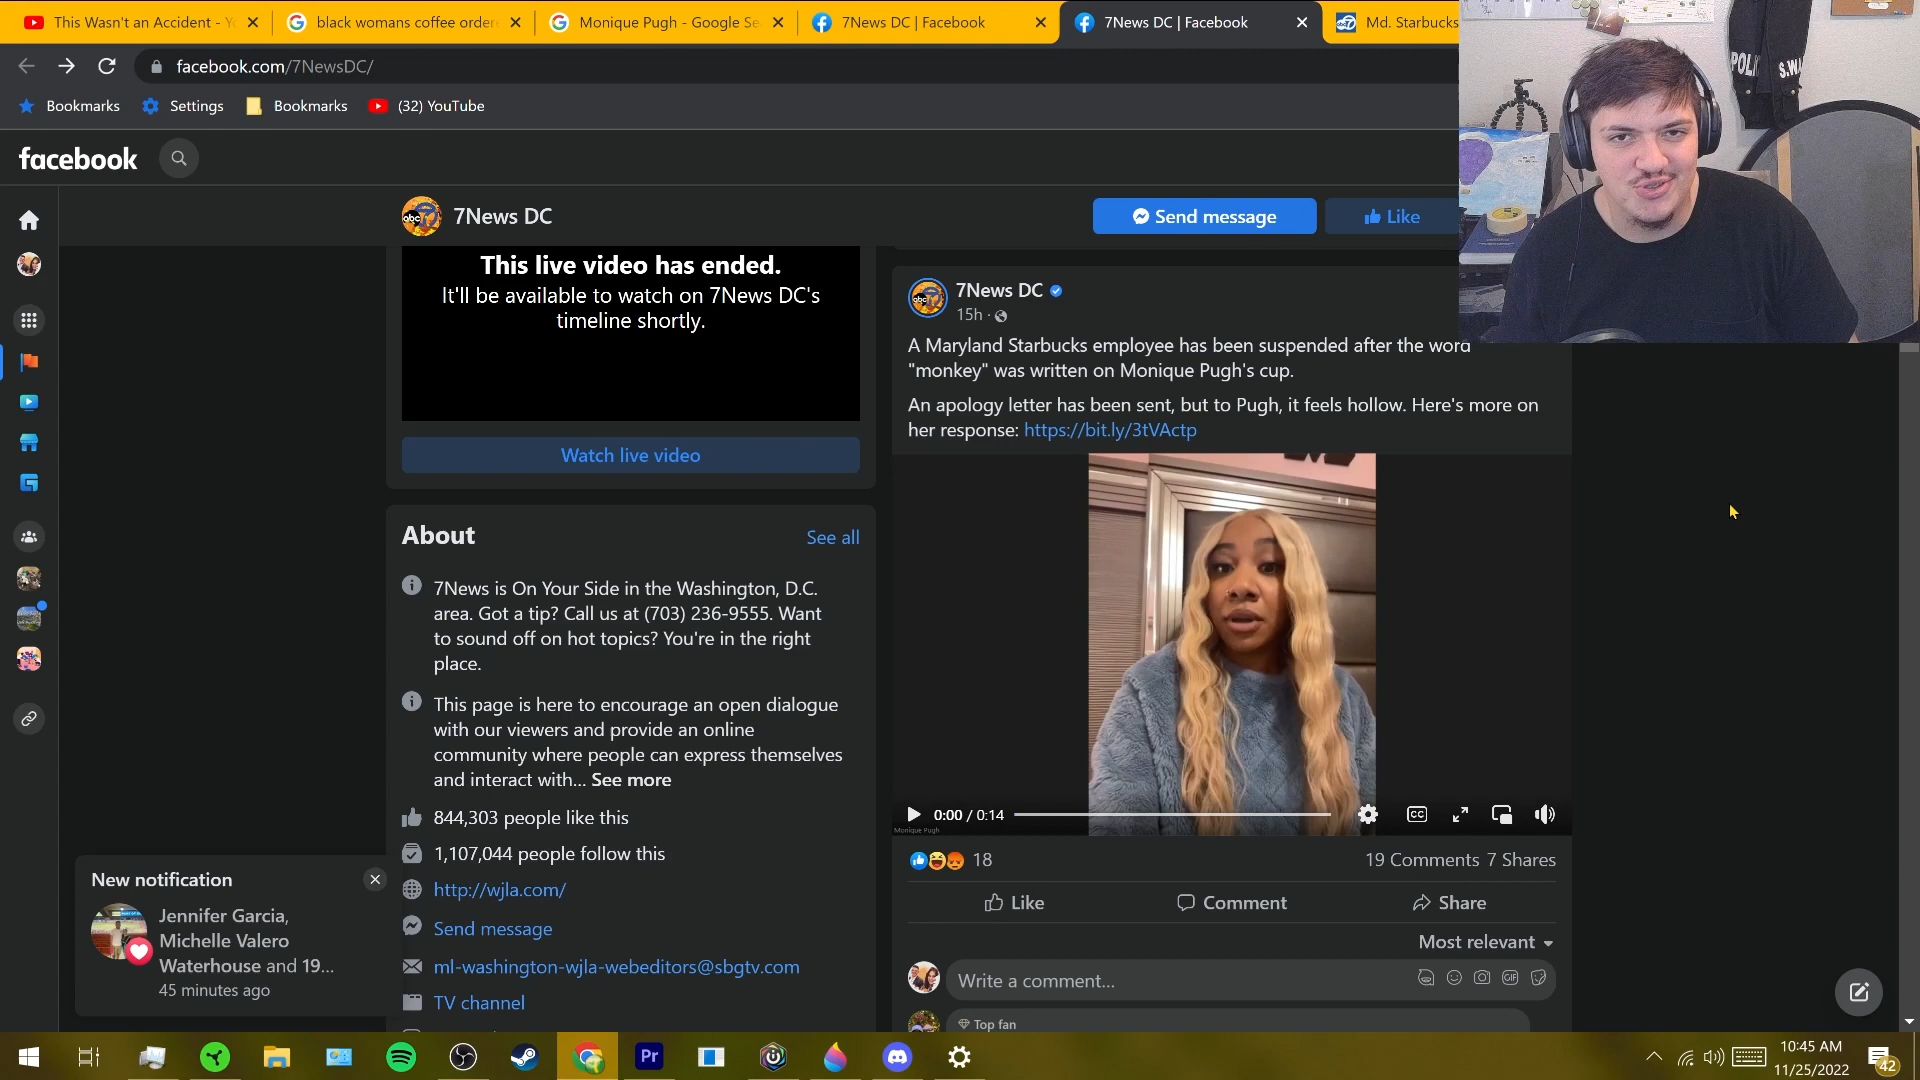 This Wasn't an Accident - Y
black womans coffee order
Monique Pugh - Google Se
7News DC | Facebook
7News DC | Facebook
Md. Starbucks
facebook.com/7NewsDC/
Bookmarks
Settings
Bookmarks
(32) YouTube
POLI
S.W.A
facebook
7News DC
Send message
Like
This live video has ended.
It'll be available to watch on 7News DC's
timeline shortly.
Watch live video
About
See all
7News is On Your Side in the Washington, D.C.
area. Got a tip? Call us at (703) 236-9555. Want
to sound off on hot topics? You're in the right
place.
This page is here to encourage an open dialogue
with our viewers and provide an online
community where people can express themselves
and interact with... See more
844,303 people like this
1,107,044 people follow this
http://wjla.com/
Send message
ml-washington-wjla-webeditors@sbgtv.com
TV channel
abc
7News DC
15h ·
A Maryland Starbucks employee has been suspended after the word
"monkey" was written on Monique Pugh's cup.
An apology letter has been sent, but to Pugh, it feels hollow. Here's more on
her response: https://bit.ly/3tVActp
0:00 / 0:14
CC
Monique Pugh
18
19 Comments 7 Shares
Like
Comment
Share
Most relevant
Write a comment...
GIF
Top fan
New notification
Jennifer Garcia,
Michelle Valero
Waterhouse and 19...
45 minutes ago
Pr
10:45 AM
11/25/2022
42